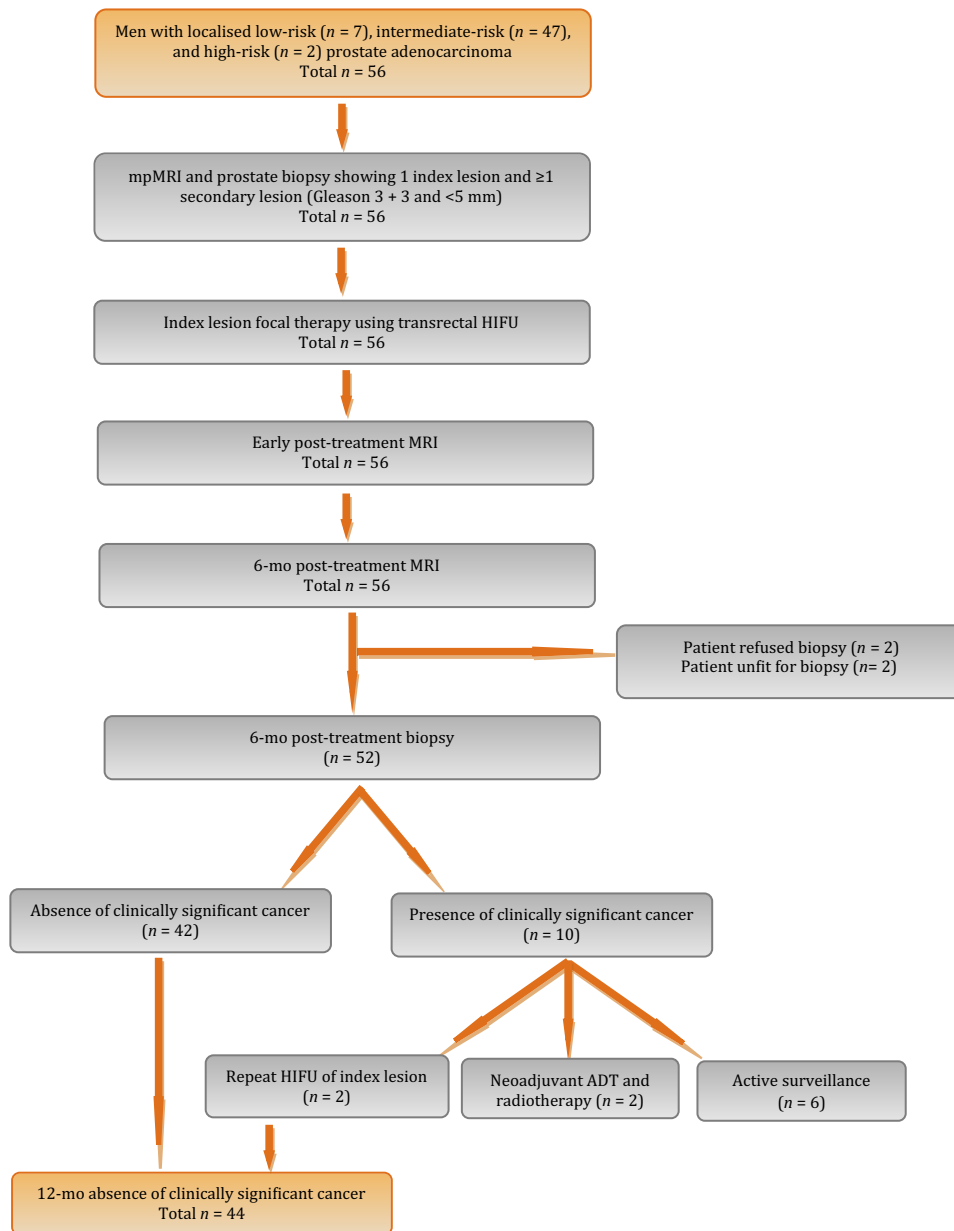 Men with localised low-risk (n = 7), intermediate-risk (n = 47),
and high-risk (n = 2) prostate adenocarcinoma
Total n = 56
mpMRI and prostate biopsy showing 1 index lesion and ≥1
secondary lesion (Gleason 3 + 3 and <5 mm)
Total n = 56
Index lesion focal therapy using transrectal HIFU
Total n = 56
Early post-treatment MRI
Total n = 56
6-mo post-treatment MRI
Total n = 56
Patient refused biopsy (n = 2)
Patient unfit for biopsy (n= 2)
6-mo post-treatment biopsy
(n = 52)
Absence of clinically significant cancer
(n = 42)
Presence of clinically significant cancer
(n = 10)
Repeat HIFU of index lesion
(n = 2)
Neoadjuvant ADT and
radiotherapy (n = 2)
Active surveillance
(n = 6)
12-mo absence of clinically significant cancer
Total n = 44